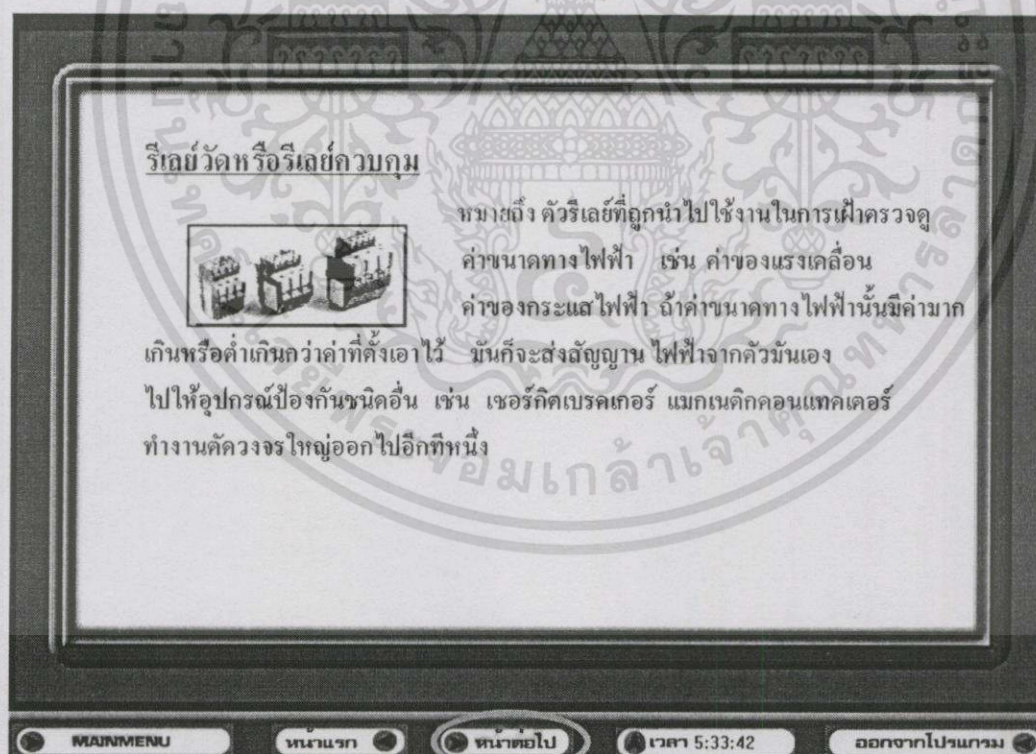 รีเลย์วัดหรือรีเลย์ควบคุม
หมายถึง ตัวรีเลย์ที่ถูกนำไปใช้งานในการเฝ้าตรวจดู
ค่าขนาดทางไฟฟ้า เช่น ค่าของแรงเคลื่อน
ค่าของกระแสไฟฟ้า ถ้าค่าขนาดทางไฟฟ้านั้นมีค่ามาก
เกินหรือต่ำเกินกว่าค่าที่ตั้งเอาไว้ มันก็จะส่งสัญญาน ไฟฟ้าจากตัวมันเอง
ไปให้อุปกรณ์ป้องกันชนิดอื่น เช่น เซอร์กิตเบรคเกอร์ แมกเนติกคอนแทคเตอร์
ทำงานตัดวงจรใหญ่ออกไปอีกทีหนึ่ง
MAINMENU หน้าแรก หน้าต่อไป เวลา 5:33:42 ออกจากโปรแกรม